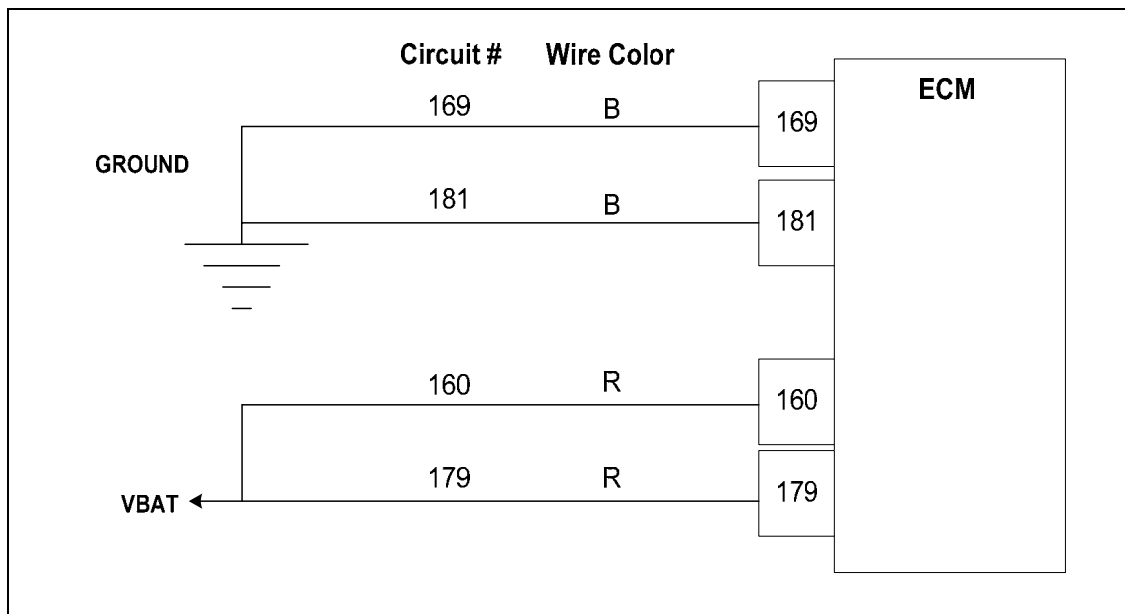 Circuit # Wire Color
ECM
169 B 169
GROUND
181 B 181
160 R 160
179 R 179
VBAT